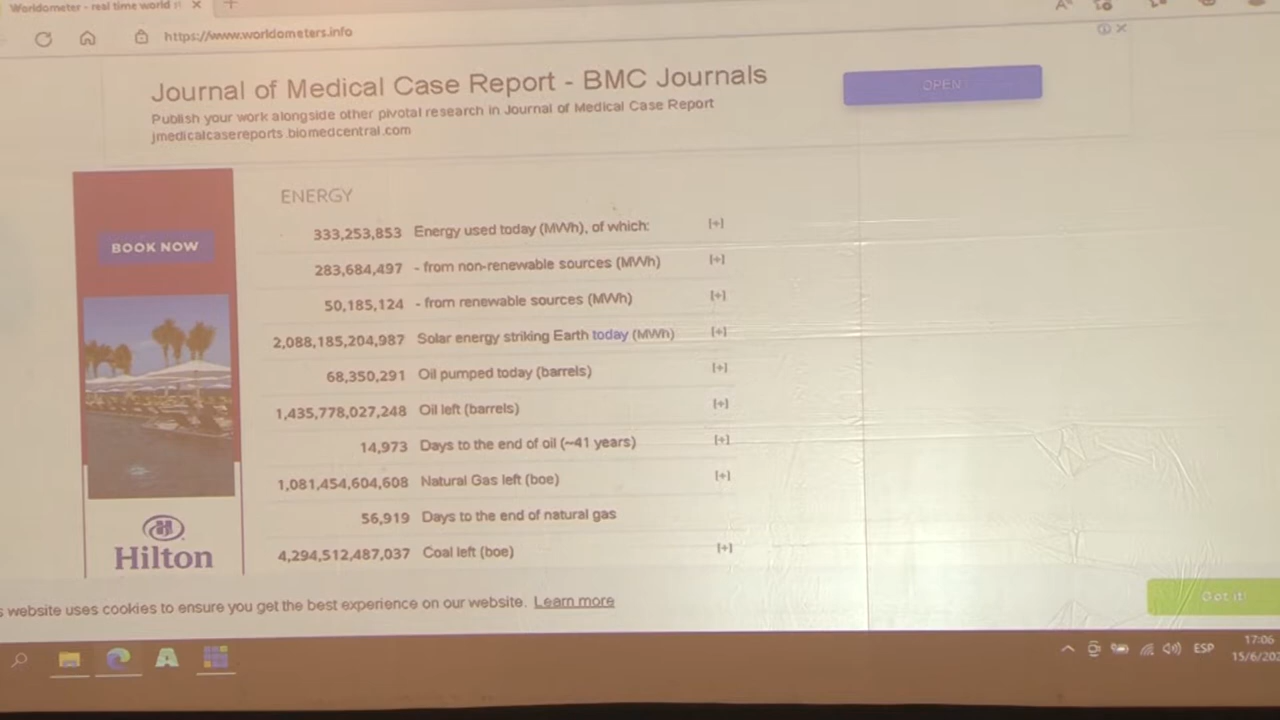 Worldometer - real time world
https://www.worldometers.info
Journal of Medical Case Report - BMC Journals
Publish your work alongside other pivotal research in Journal of Medical Case Report
jmedicalcasereports.biomedcentral.com
OPEN
BOOK NOW
Hilton
ENERGY
333,253,853 Energy used today (MWh), of which: [+]
283,684,497 - from non-renewable sources (MWh) [+]
50,185,124 - from renewable sources (MWh) [+]
2,088,185,204,987 Solar energy striking Earth today (MWh) [+]
68,350,291 Oil pumped today (barrels) [+]
1,435,778,027,248 Oil left (barrels) [+]
14,973 Days to the end of oil (~41 years) [+]
1,081,454,604,608 Natural Gas left (boe) [+]
56,919 Days to the end of natural gas
4,294,512,487,037 Coal left (boe) [+]
s website uses cookies to ensure you get the best experience on our website. Learn more
Got it!
ESP
17:06
15/6/202